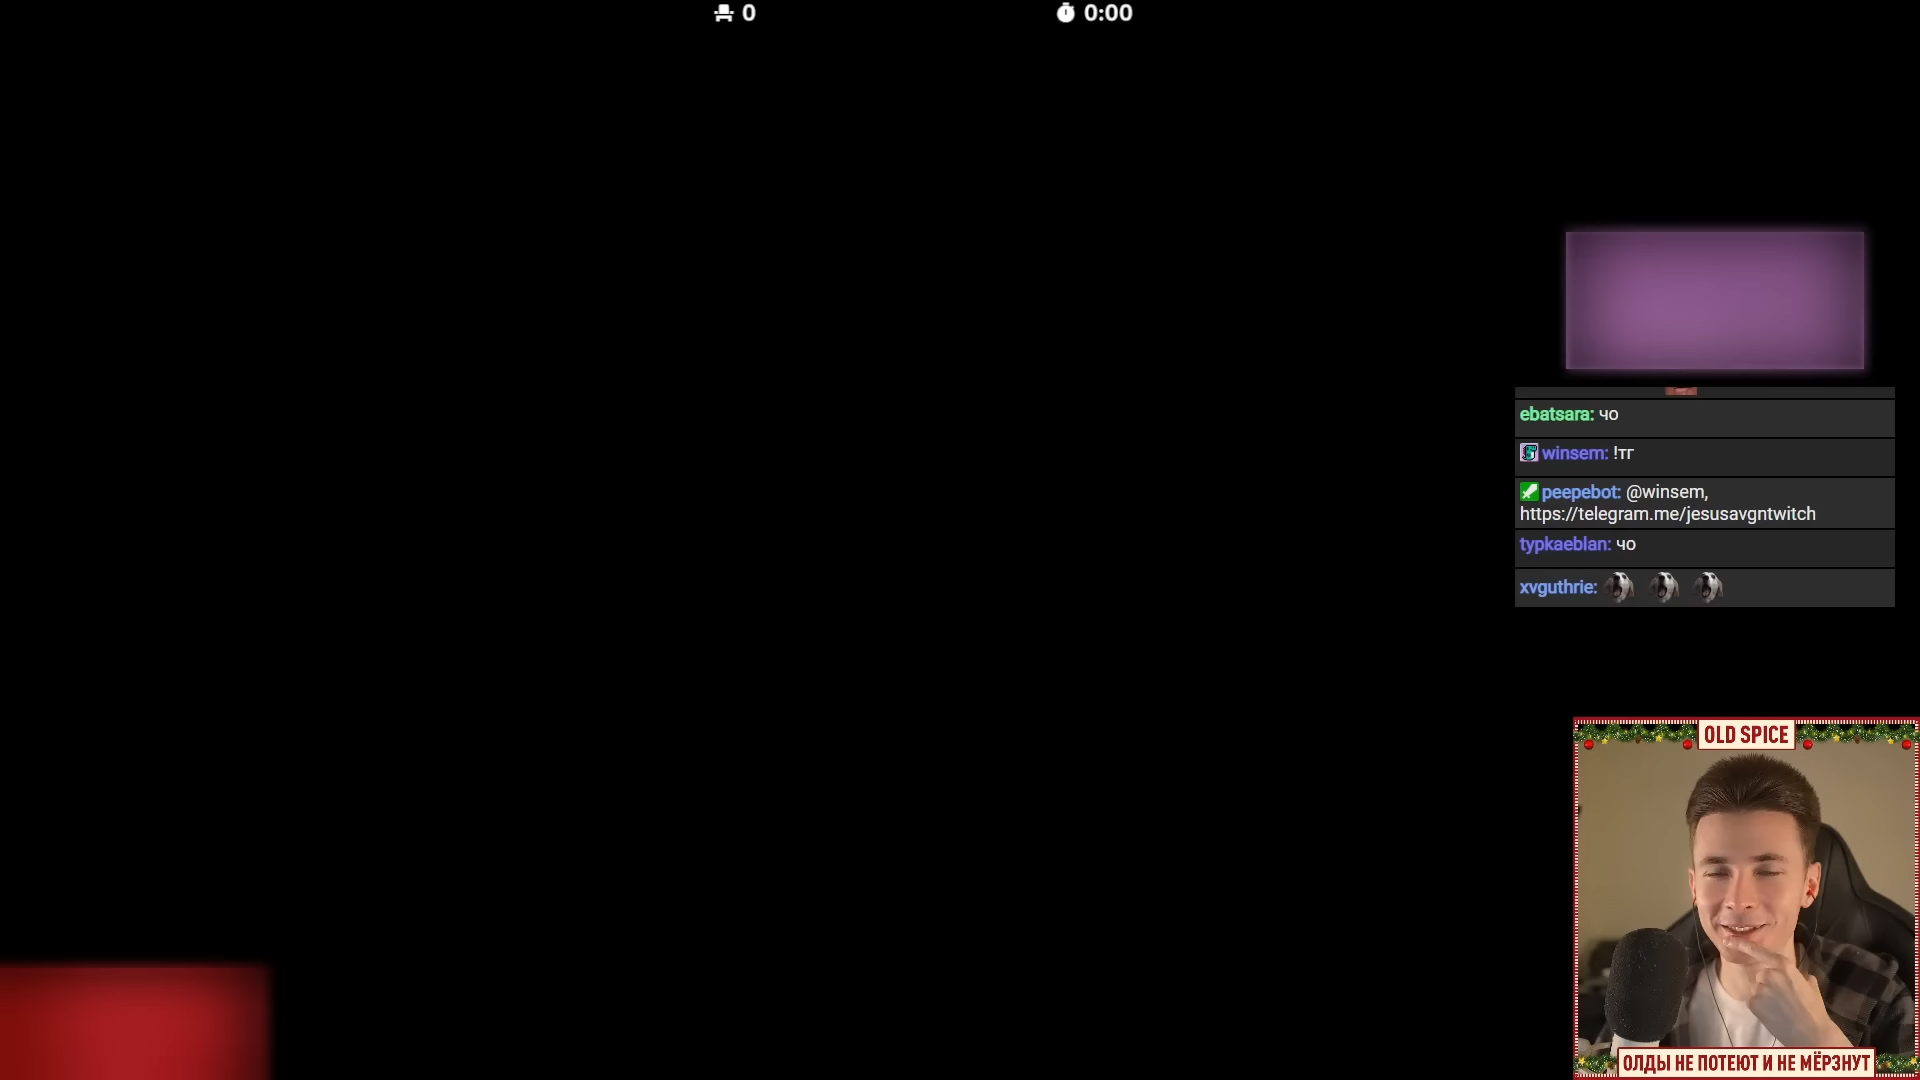 0
0:00
ebatsara: чо
winsem: !тг
peepebot: @winsem,
https://telegram.me/jesusavgntwitch
typkaeblan: чо
xvguthrie:
OLD SPICE
ОЛДЫ НЕ ПОТЕЮТ И НЕ МЁРЗНУТ